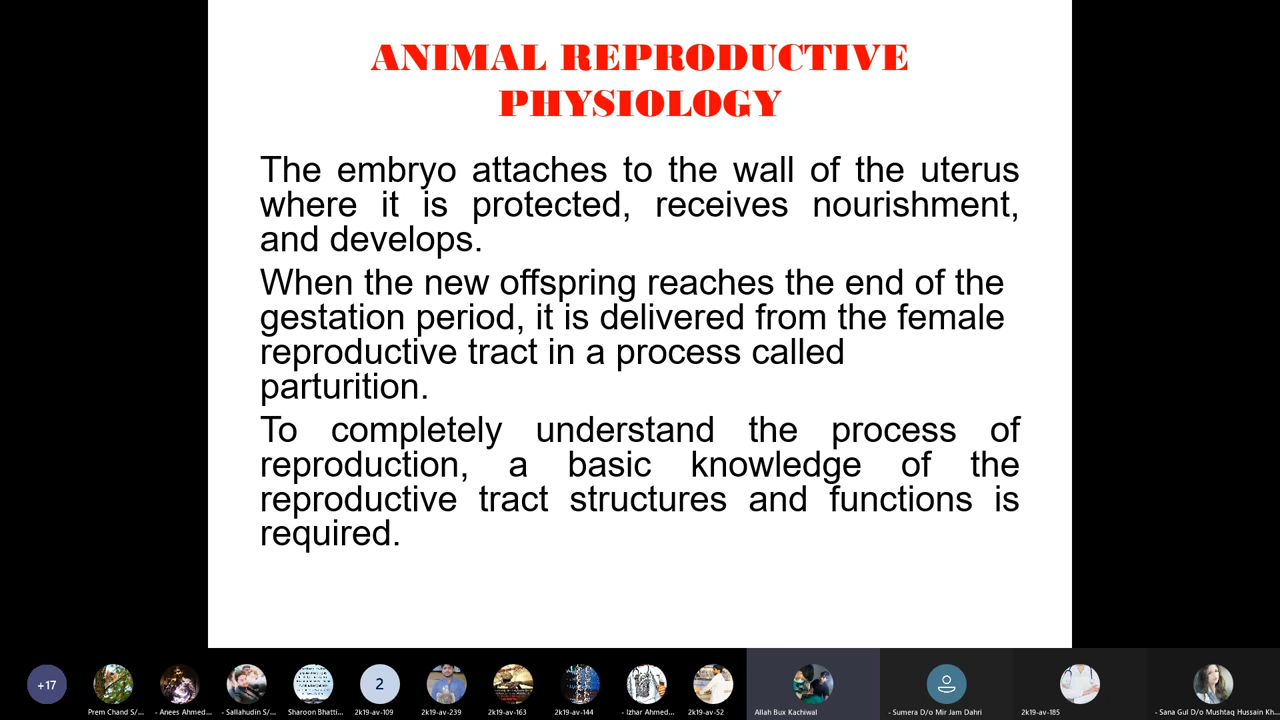 ANIMAL REPRODUCTIVE
PHYSIOLOGY
The embryo attaches to the wall of the uterus
where it is protected, receives nourishment,
and develops.
When the new offspring reaches the end of the
gestation period, it is delivered from the female
reproductive tract in a process called
parturition.
To completely understand the process of
reproduction, a basic knowledge of the
reproductive tract structures and functions is
required.
+17
2
Prem Chand S/...
- Anees Ahmed...
- Sallahudin S/...
Sharoon Bhatti...
2k19-av-109
2k19-av-239
2k19-av-163
2k19-av-144
- Izhar Ahmed...
2k19-av-52
Allah Bux Kachiwal
- Sumera D/o Mir Jam Dahri
2k19-av-185
- Sana Gul D/o Mushtaq Hussain Kh...